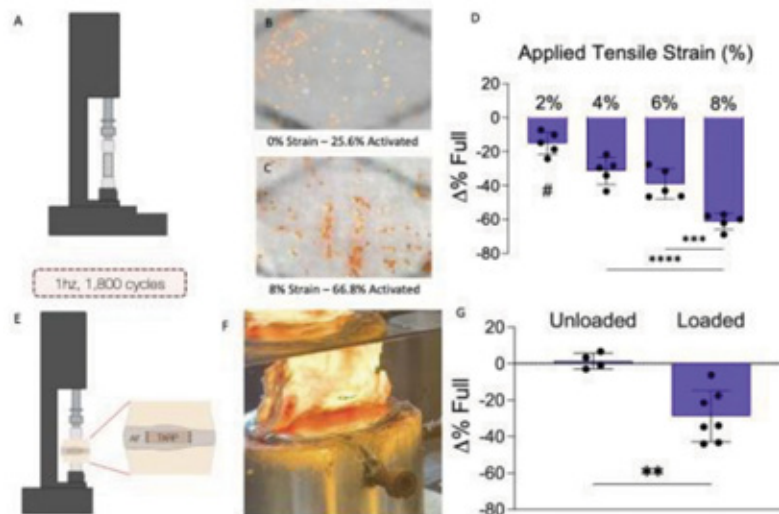 A
B
0% Strain – 25.6% Activated
C
8% Strain – 66.8% Activated
1hz, 1,800 cycles
D
Applied Tensile Strain (%)
2% 4% 6% 8%
Δ% Full
20
0
-20
-40
-60
-80
#
***
****
E
AF TARP
F
G
Unloaded Loaded
Δ% Full
20
0
-20
-40
-60
-80
**